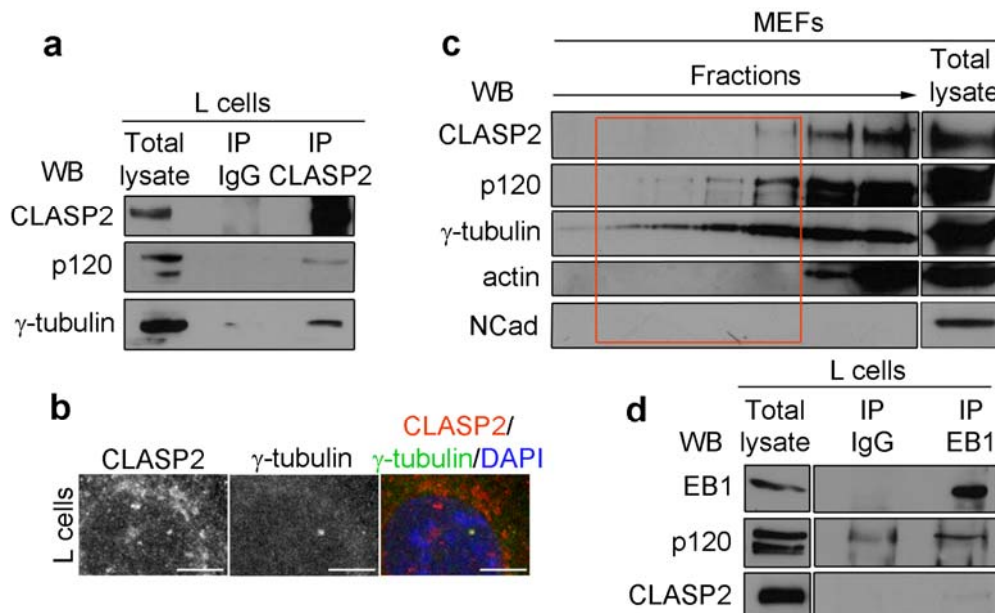 a
L cells
Total lysate
IP IgG
IP CLASP2
WB
CLASP2
p120
γ-tubulin
b
CLASP2
γ-tubulin
CLASP2/
γ-tubulin/DAPI
L cells
c
MEFs
WB
Fractions
Total lysate
CLASP2
p120
γ-tubulin
actin
NCad
d
L cells
WB
Total lysate
IP IgG
IP EB1
EB1
p120
CLASP2